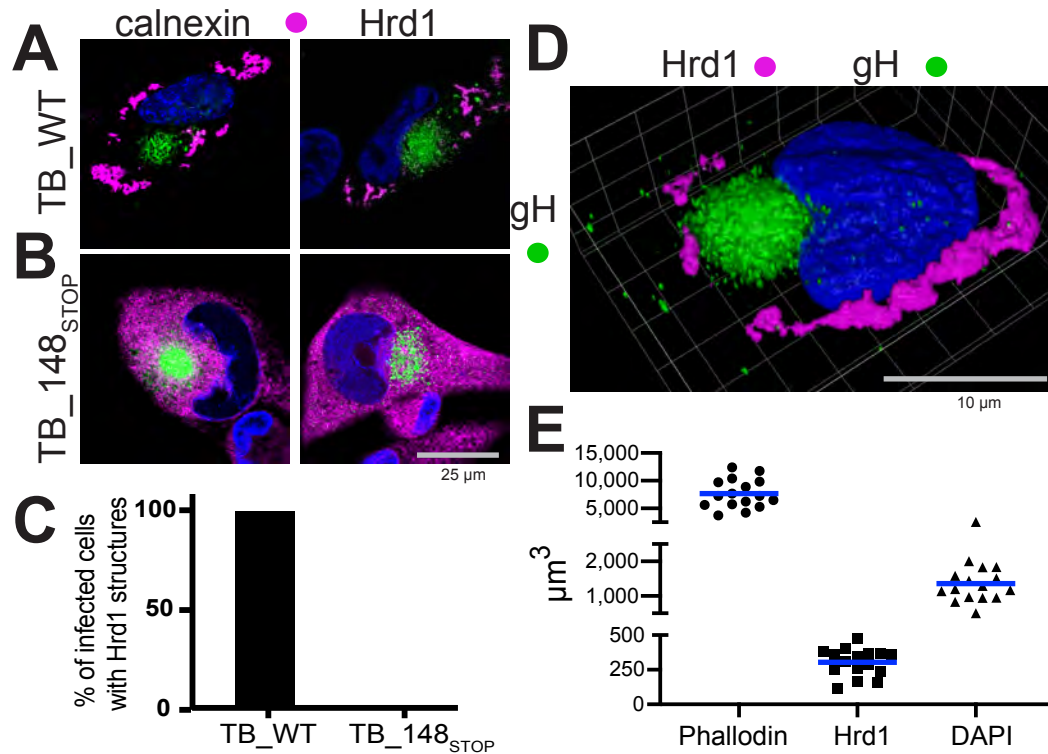 calnexin Hrd1
A
TB_WT
B
TB_148STOP
gH
25 µm
D
Hrd1 gH
10 µm
C
% of infected cells
with Hrd1 structures
100
50
0
TB_WT TB_148STOP
E
µm3
15,000
10,000
5,000
2,000
1,000
500
250
0
Phallodin Hrd1 DAPI